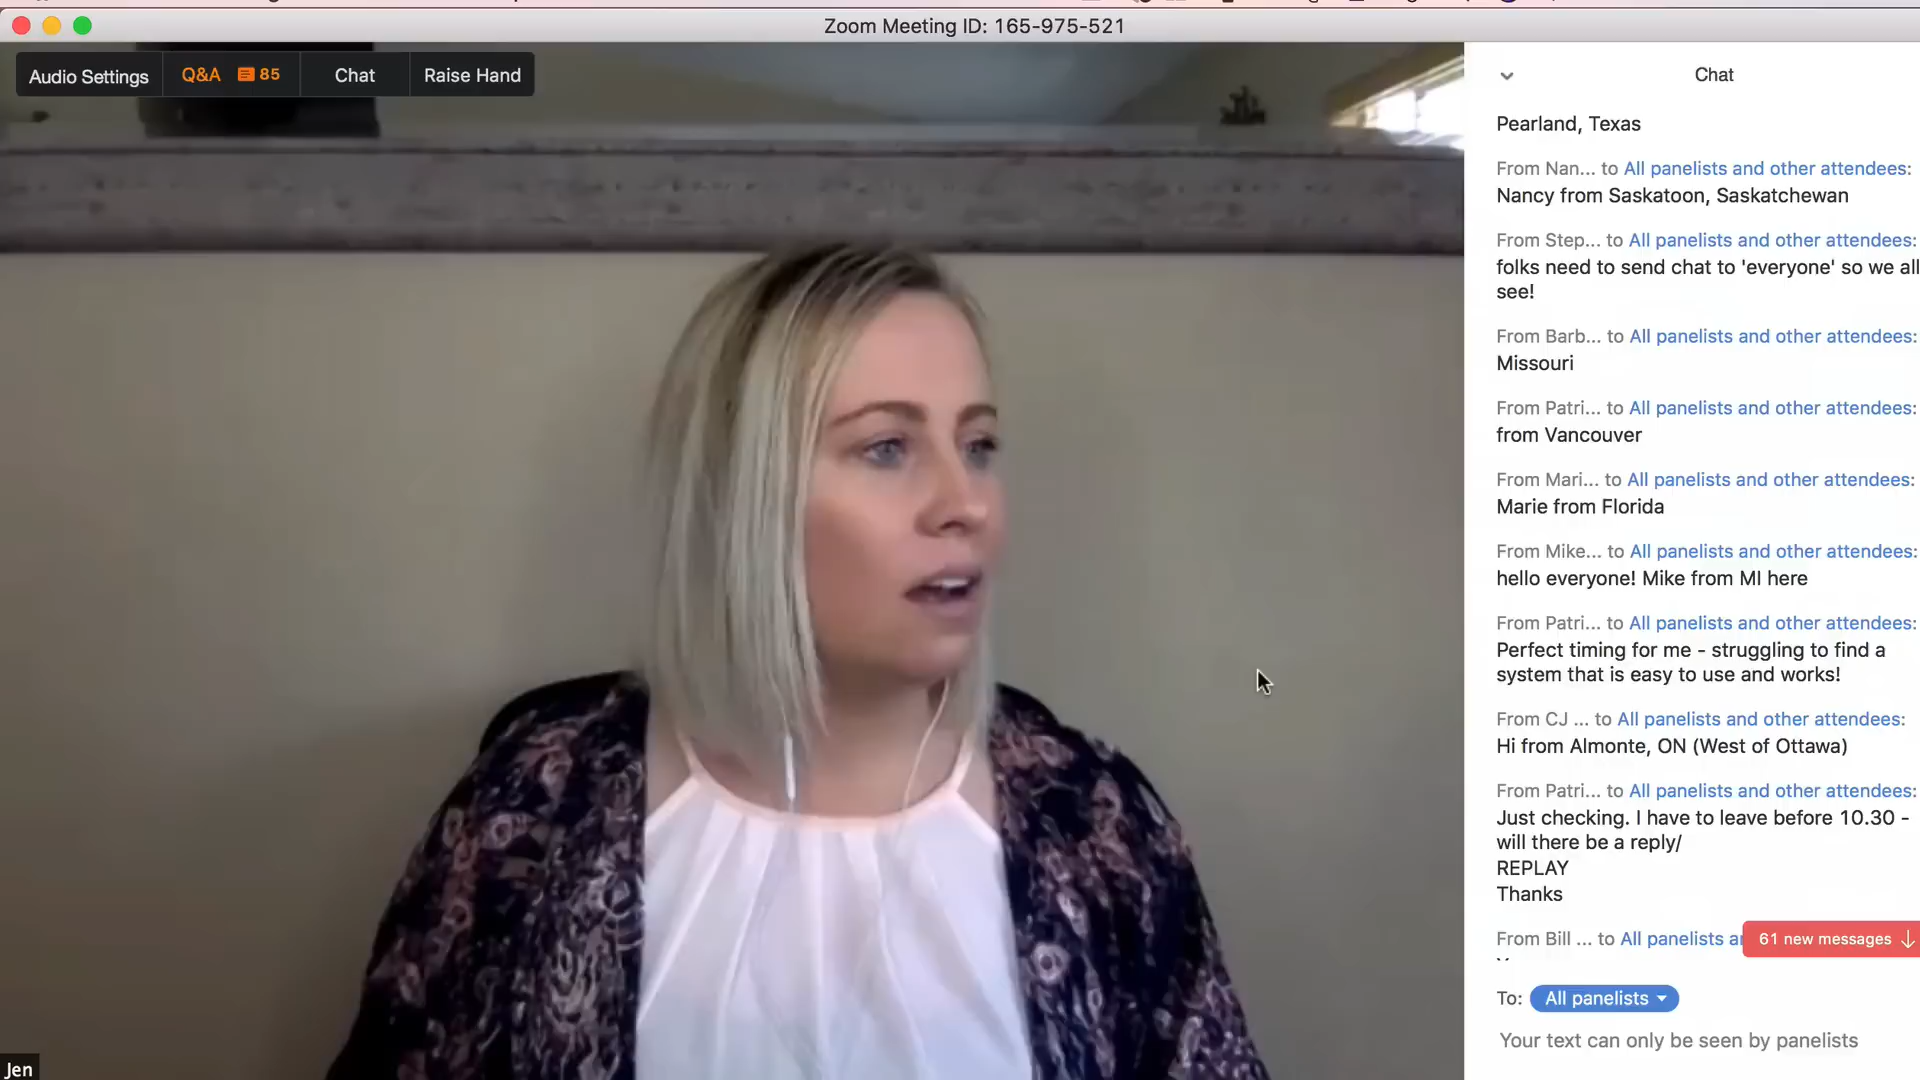 Zoom Meeting ID: 165-975-521
Audio Settings
Q&A 85
Chat
Raise Hand
Chat
Pearland, Texas
From Nan... to All panelists and other attendees:
Nancy from Saskatoon, Saskatchewan
From Step... to All panelists and other attendees:
folks need to send chat to 'everyone' so we all
see!
From Barb... to All panelists and other attendees:
Missouri
From Patri... to All panelists and other attendees:
from Vancouver
From Mari... to All panelists and other attendees:
Marie from Florida
From Mike... to All panelists and other attendees:
hello everyone! Mike from MI here
From Patri... to All panelists and other attendees:
Perfect timing for me - struggling to find a
system that is easy to use and works!
From CJ ... to All panelists and other attendees:
Hi from Almonte, ON (West of Ottawa)
From Patri... to All panelists and other attendees:
Just checking. I have to leave before 10.30 -
will there be a reply/
REPLAY
Thanks
From Bill ... to All panelists
61 new messages
To: All panelists
Your text can only be seen by panelists
Jen